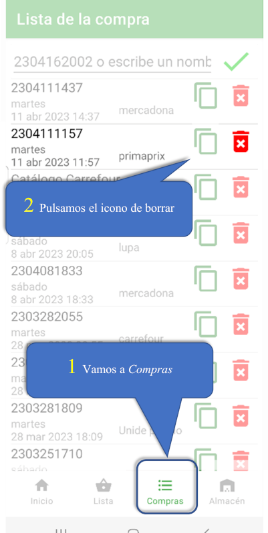 Lista de la compra
2304162002 o escribe un nomb
2304111437
martes
11 abr 2023 14:37
mercadona
2304111157
martes
11 abr 2023 11:57
primaprix
Catálogo Carrefour
2 Pulsamos el icono de borrar
sábado
8 abr 2023 20:05
lupa
2304081833
sábado
8 abr 2023 18:33
mercadona
2303282055
martes
carrefour
1 Vamos a Compras
2303281809
martes
28 mar 2023 18:09
Unide
2303251710
sábado
Inicio
Lista
Compras
Almacén